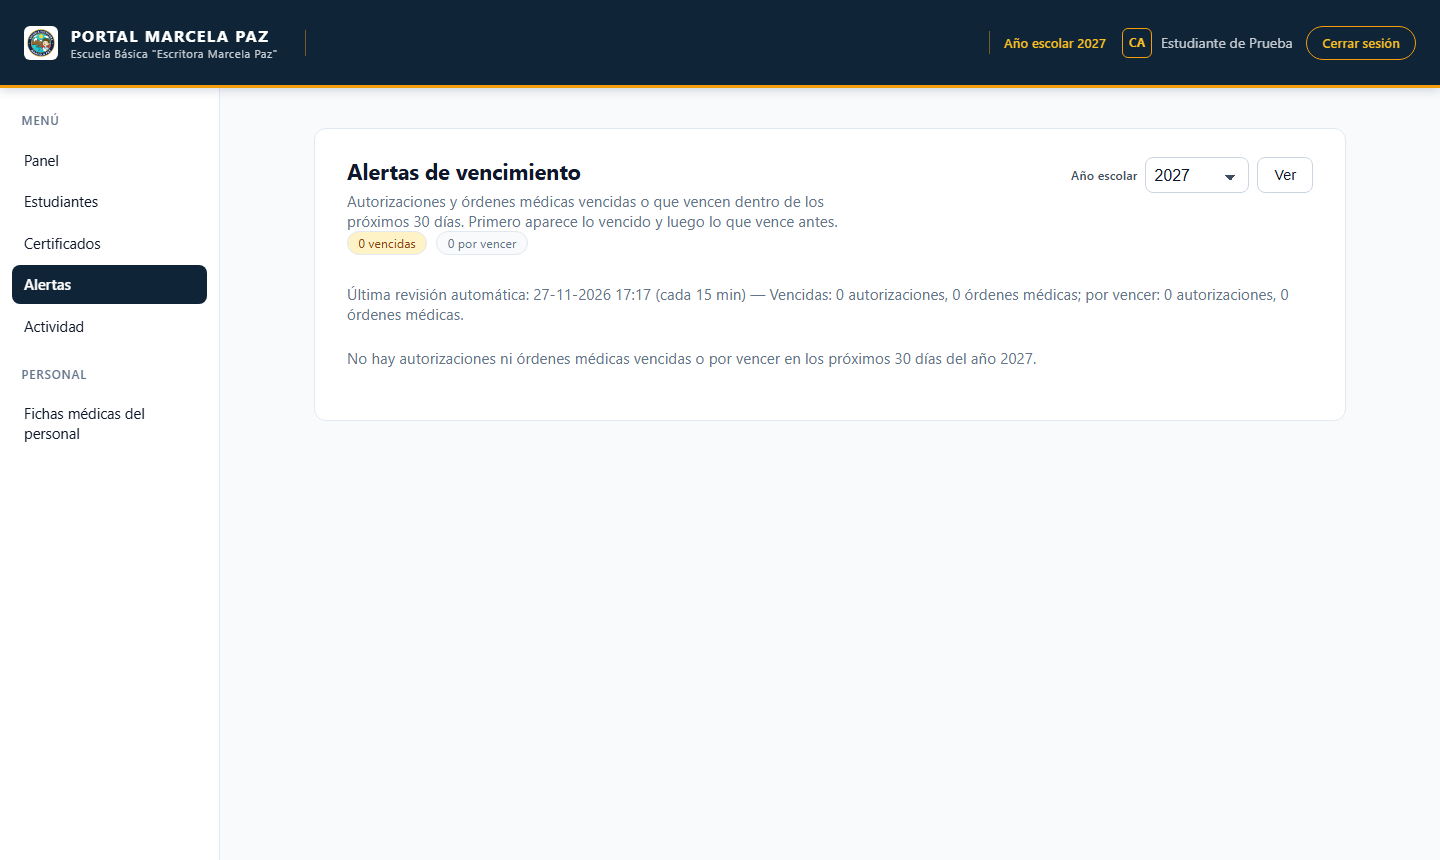 PORTAL MARCELA PAZ
Escuela Básica "Escritora Marcela Paz"
Año escolar 2027
CA
Estudiante de Prueba
Cerrar sesión
MENÚ
Panel
Estudiantes
Certificados
Alertas
Actividad
PERSONAL
Fichas médicas del
personal
Alertas de vencimiento
Autorizaciones y órdenes médicas vencidas o que vencen dentro de los
próximos 30 días. Primero aparece lo vencido y luego lo que vence antes.
0 vencidas
0 por vencer
Año escolar
2027
Ver
Última revisión automática: 27-11-2026 17:17 (cada 15 min) — Vencidas: 0 autorizaciones, 0 órdenes médicas; por vencer: 0 autorizaciones, 0
órdenes médicas.
No hay autorizaciones ni órdenes médicas vencidas o por vencer en los próximos 30 días del año 2027.